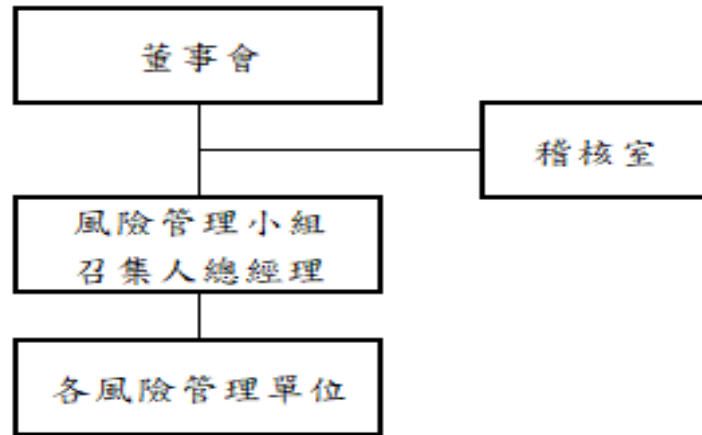 董事會
稽核室
風險管理小組
召集人總經理
各風險管理單位